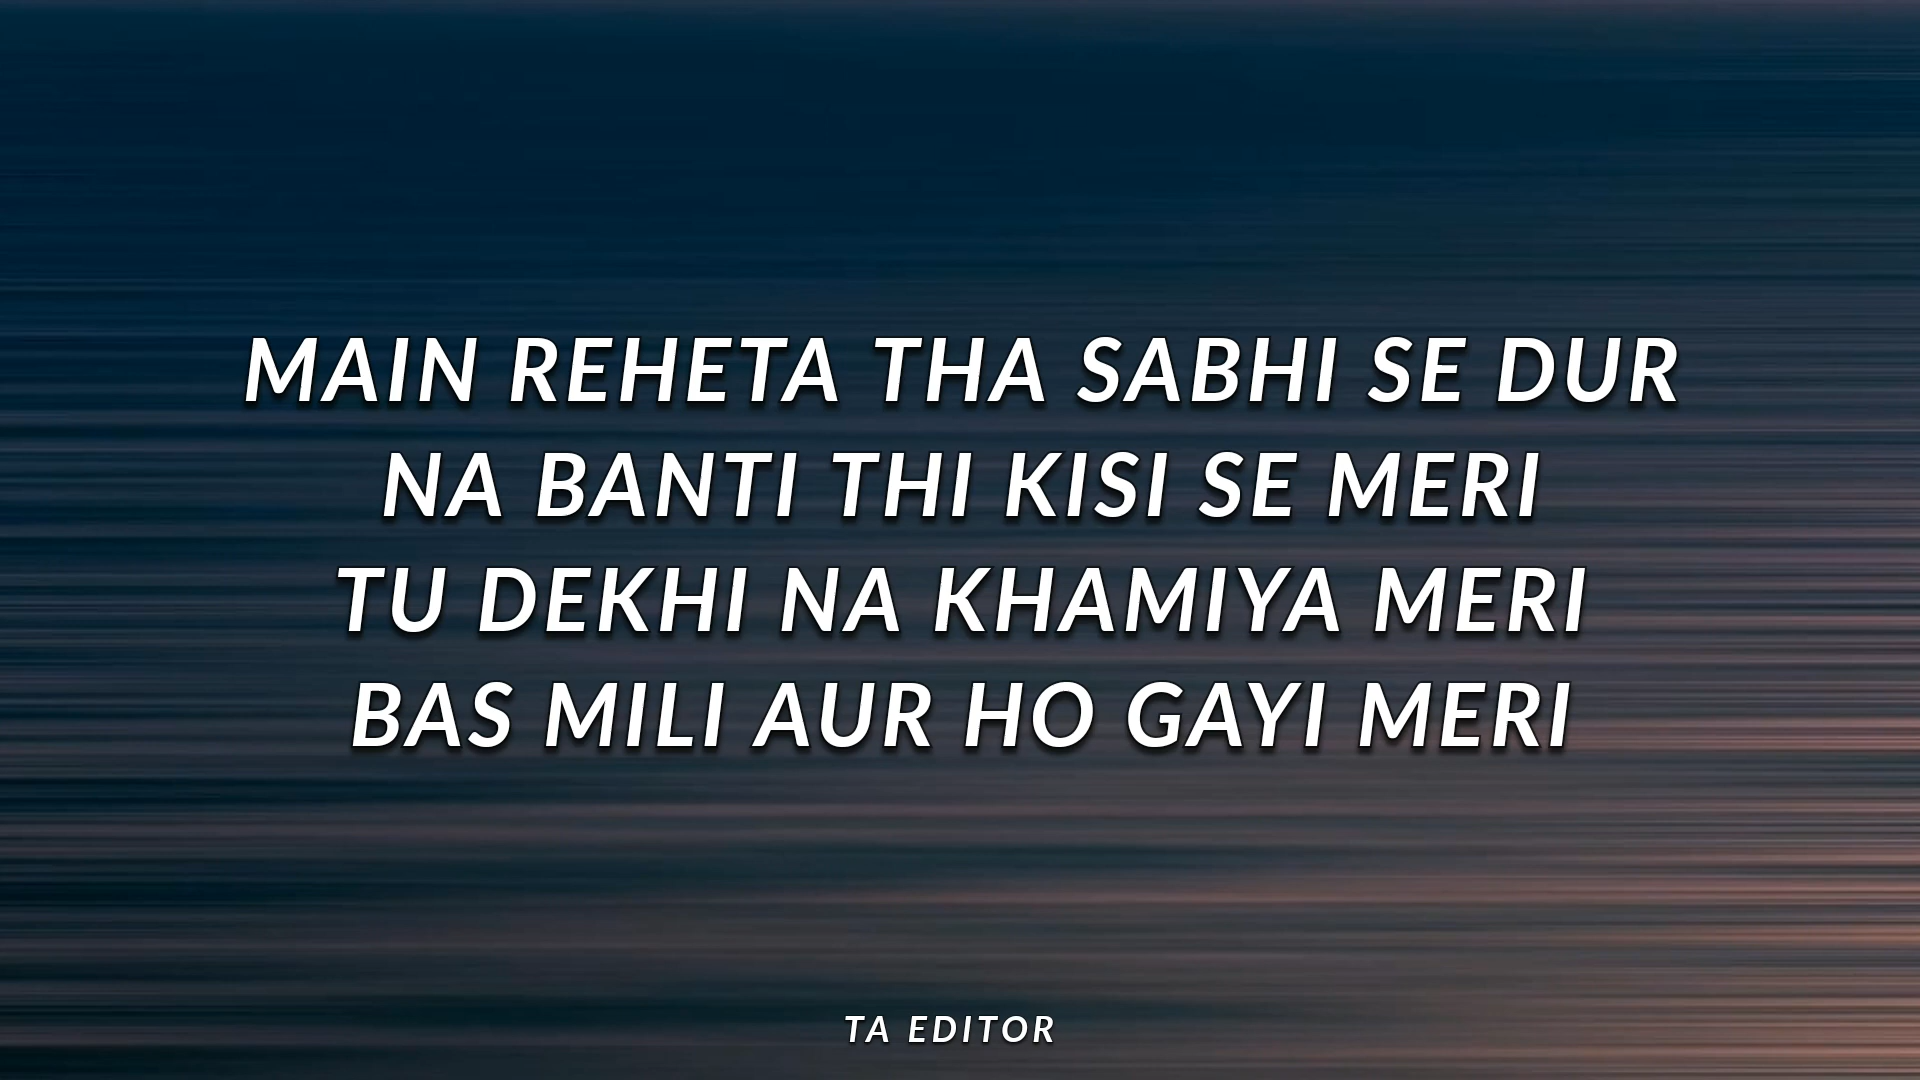 MAIN REHETA THA SABHI SE DUR
NA BANTI THI KISI SE MERI
TU DEKHI NA KHAMIYA MERI
BAS MILI AUR HO GAYI MERI
TA EDITOR